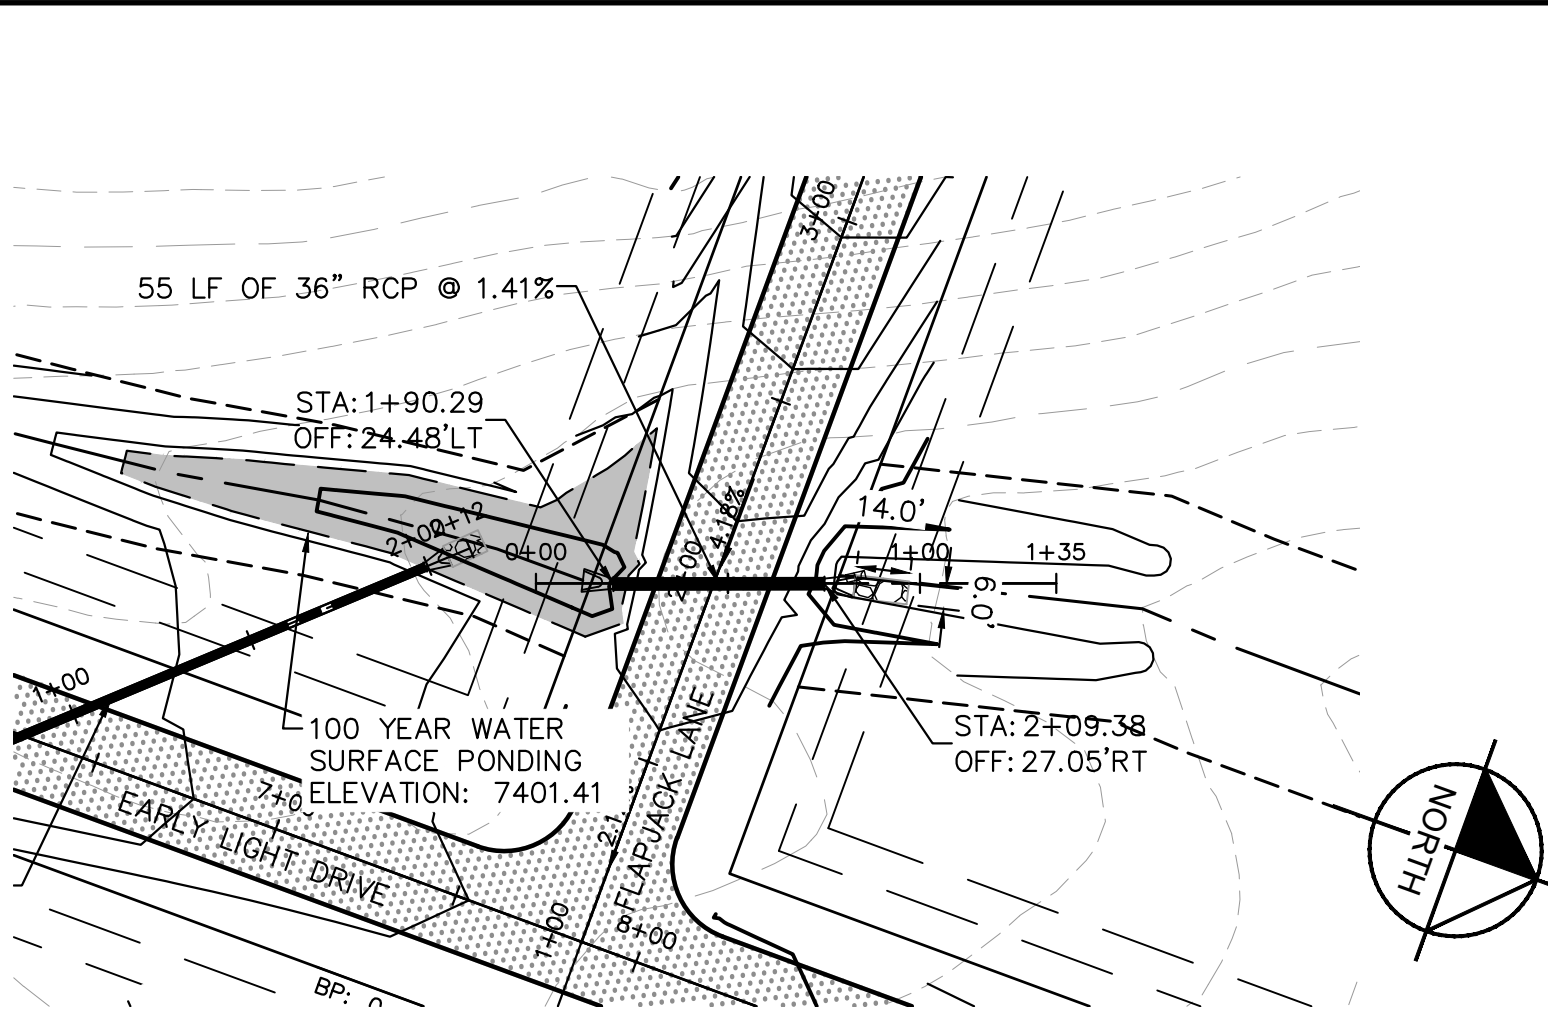 3+00
55 LF OF 36" RCP @ 1.41%
STA: 1+90.29
OFF: 24.48'LT
4.18%
14.0'
2+00
2+12
0+00
2+00
1+00
1+35
6.0'
1+00
100 YEAR WATER
SURFACE PONDING
ELEVATION: 7401.41
STA: 2+09.38
OFF: 27.05'RT
EARLY LIGHT DRIVE
FLAPJACK LANE
1+00
8+00
BP:
NORTH